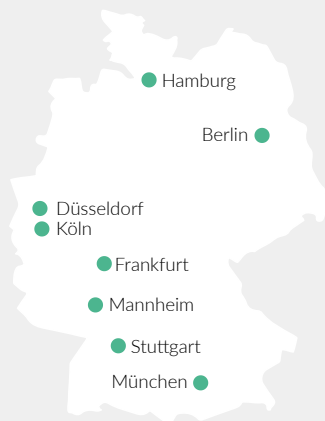 Hamburg
Berlin
Düsseldorf
Köln
Frankfurt
Mannheim
Stuttgart
München